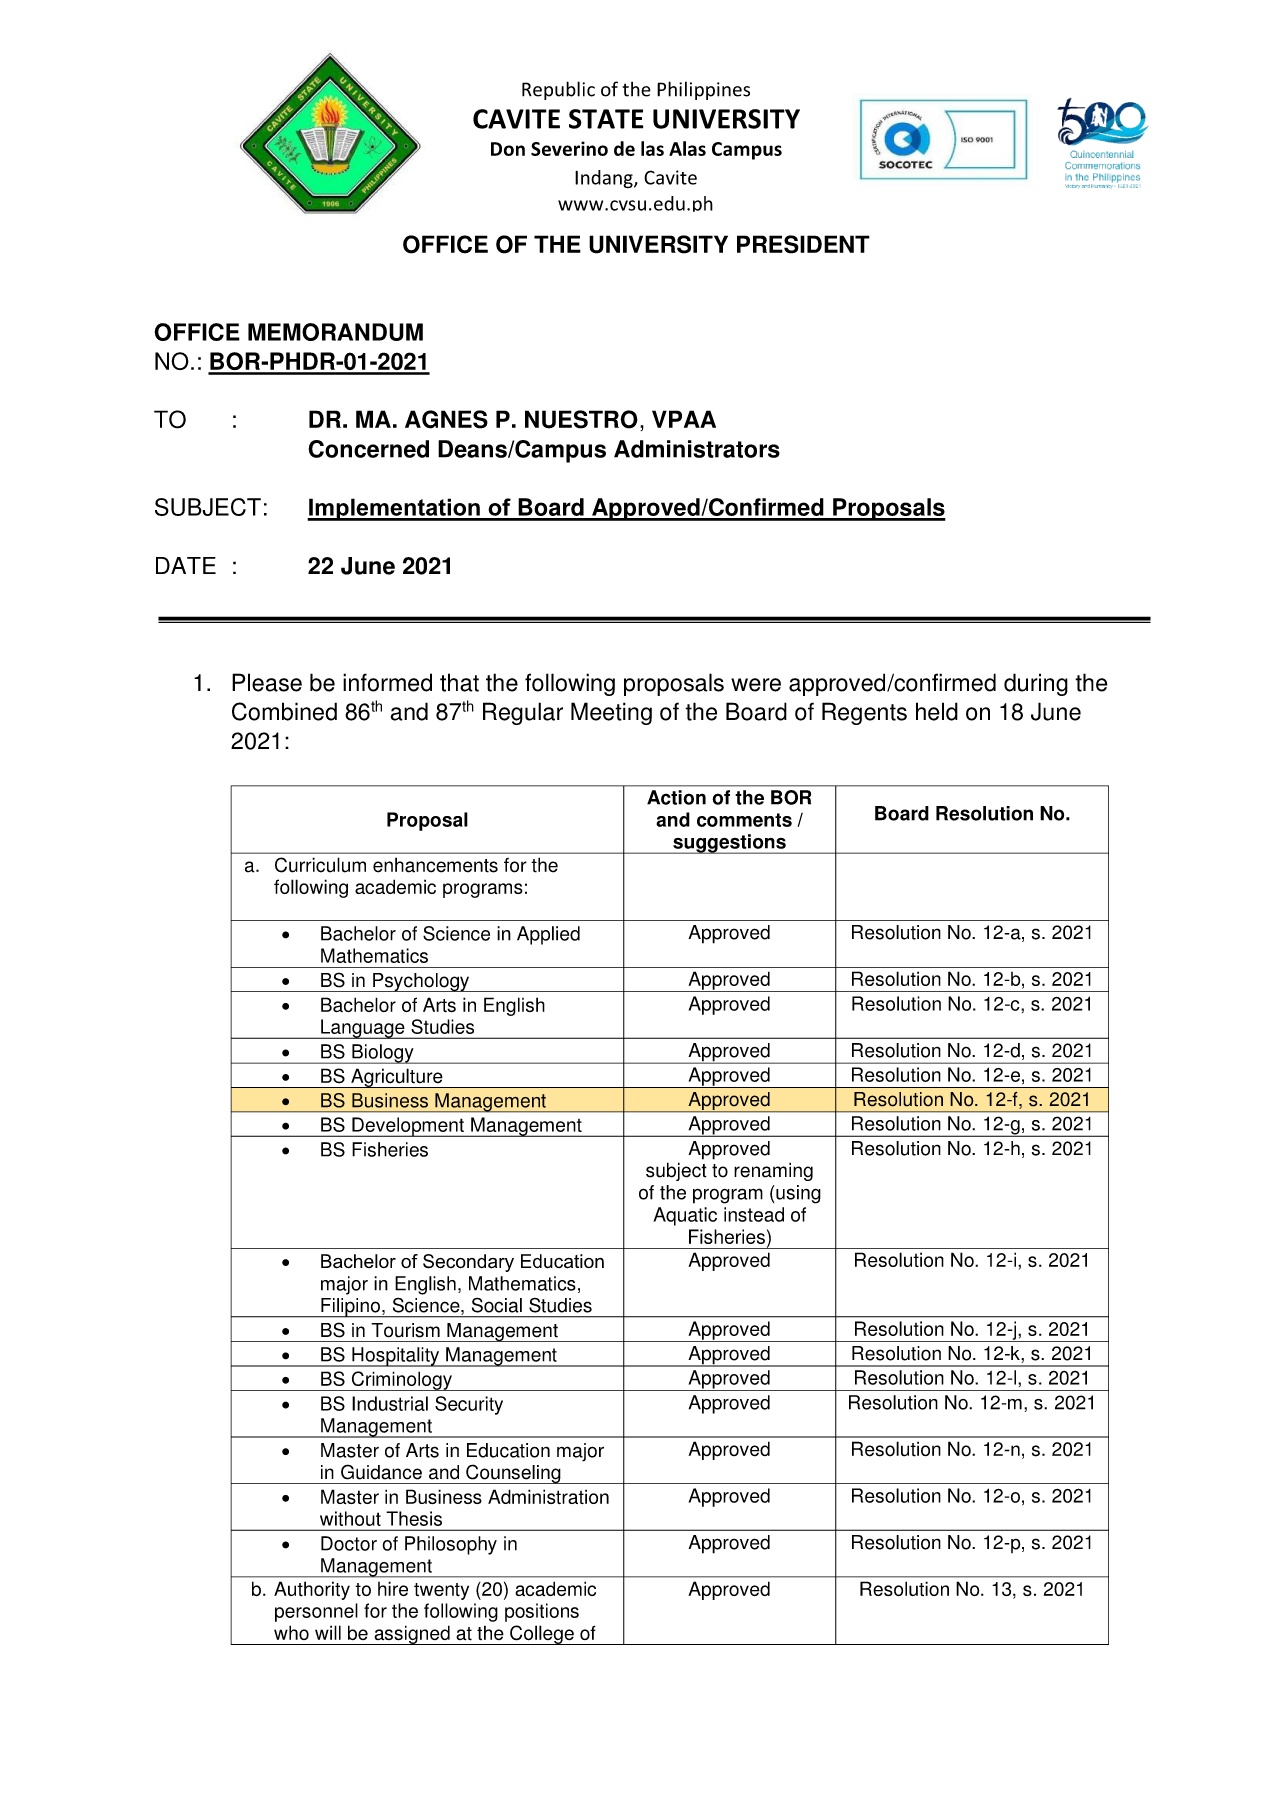 CAVITE STATE UNIVERSITY
CAVITE
PHILIPPINES
1906
Republic of the Philippines
CAVITE STATE UNIVERSITY
Don Severino de las Alas Campus
Indang, Cavite
www.cvsu.edu.ph
CERTIFICATION INTERNATIONAL
SOCOTEC
ISO 9001
500
Quincentennial
Commemorations
in the Philippines
OFFICE OF THE UNIVERSITY PRESIDENT
OFFICE MEMORANDUM
NO.: BOR-PHDR-01-2021
TO : DR. MA. AGNES P. NUESTRO, VPAA
Concerned Deans/Campus Administrators
SUBJECT: Implementation of Board Approved/Confirmed Proposals
DATE : 22 June 2021
1. Please be informed that the following proposals were approved/confirmed during the
Combined 86th and 87th Regular Meeting of the Board of Regents held on 18 June
2021:
Proposal
Action of the BOR
and comments /
suggestions
Board Resolution No.
a. Curriculum enhancements for the
following academic programs:
• Bachelor of Science in Applied
Mathematics
Approved
Resolution No. 12-a, s. 2021
• BS in Psychology
Approved
Resolution No. 12-b, s. 2021
• Bachelor of Arts in English
Language Studies
Approved
Resolution No. 12-c, s. 2021
• BS Biology
Approved
Resolution No. 12-d, s. 2021
• BS Agriculture
Approved
Resolution No. 12-e, s. 2021
• BS Business Management
Approved
Resolution No. 12-f, s. 2021
• BS Development Management
Approved
Resolution No. 12-g, s. 2021
• BS Fisheries
Approved
subject to renaming
of the program (using
Aquatic instead of
Fisheries)
Resolution No. 12-h, s. 2021
• Bachelor of Secondary Education
major in English, Mathematics,
Filipino, Science, Social Studies
Approved
Resolution No. 12-i, s. 2021
• BS in Tourism Management
Approved
Resolution No. 12-j, s. 2021
• BS Hospitality Management
Approved
Resolution No. 12-k, s. 2021
• BS Criminology
Approved
Resolution No. 12-l, s. 2021
• BS Industrial Security
Management
Approved
Resolution No. 12-m, s. 2021
• Master of Arts in Education major
in Guidance and Counseling
Approved
Resolution No. 12-n, s. 2021
• Master in Business Administration
without Thesis
Approved
Resolution No. 12-o, s. 2021
• Doctor of Philosophy in
Management
Approved
Resolution No. 12-p, s. 2021
b. Authority to hire twenty (20) academic
personnel for the following positions
who will be assigned at the College of
Approved
Resolution No. 13, s. 2021